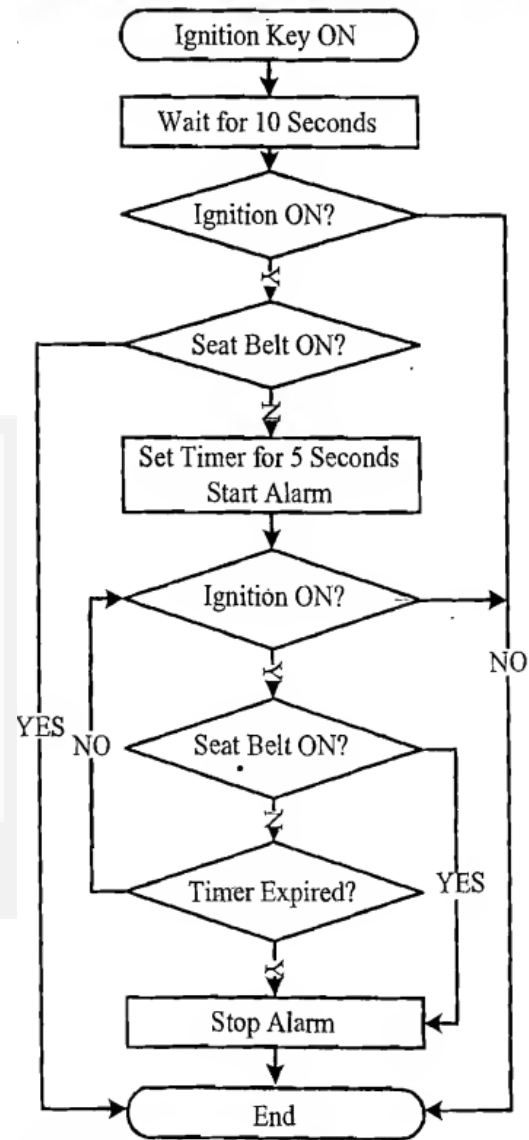 Ignition Key ON
Wait for 10 Seconds
Ignition ON?
Y
Seat Belt ON?
N
Set Timer for 5 Seconds
Start Alarm
Ignition ON?
NO
Y
YES
NO
Seat Belt ON?
N
Timer Expired?
YES
Y
Stop Alarm
End